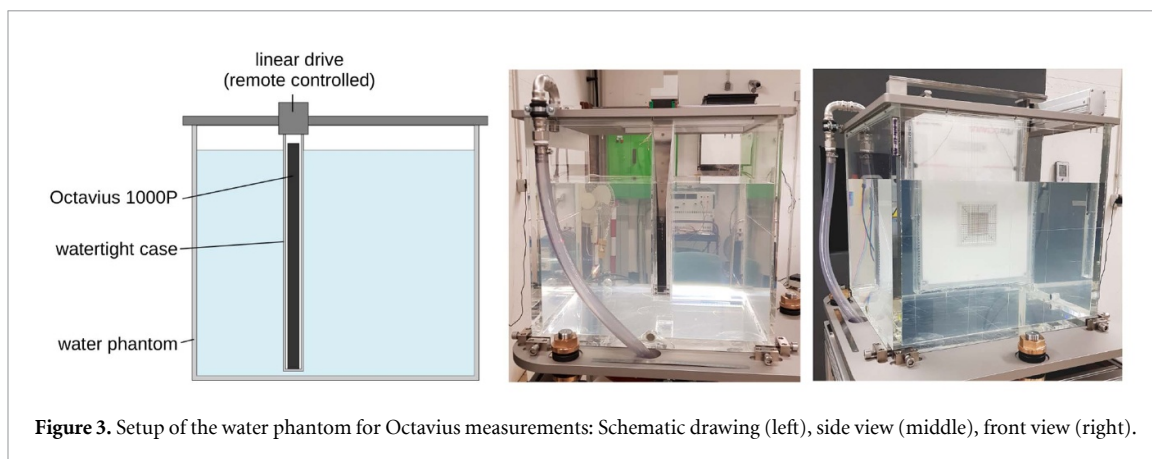 linear drive
(remote controlled)
Octavius 1000P
watertight case
water phantom
Figure 3. Setup of the water phantom for Octavius measurements: Schematic drawing (left), side view (middle), front view (right).